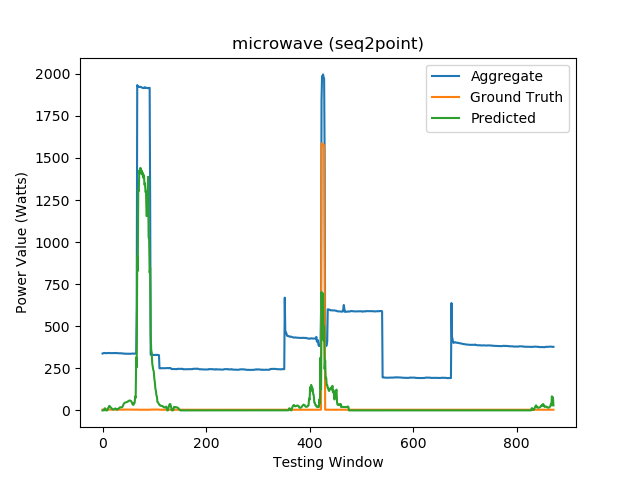 microwave (seq2point)
Aggregate
Ground Truth
Predicted
Power Value (Watts)
2000
1750
1500
1250
1000
750
500
250
0
0 200 400 600 800
Testing Window